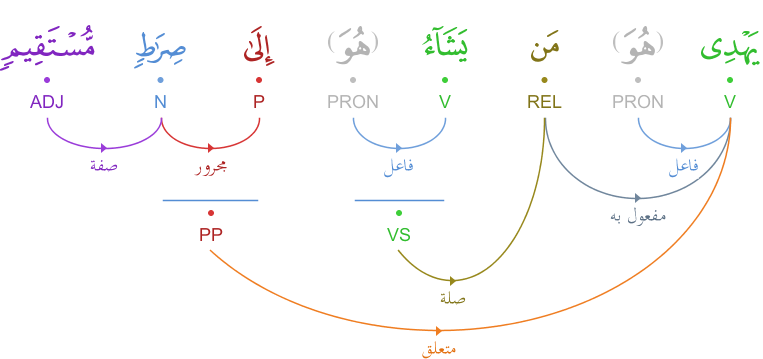 يَهْدِى (هُوَ) مَن يَشَآءُ (هُوَ) إِلَىٰ صِرَٰطٍ مُّسْتَقِيمٍ
V PRON REL V PRON P N ADJ
فاعل فاعل مجرور صفة
مفعول به
VS PP
صلة
متعلق